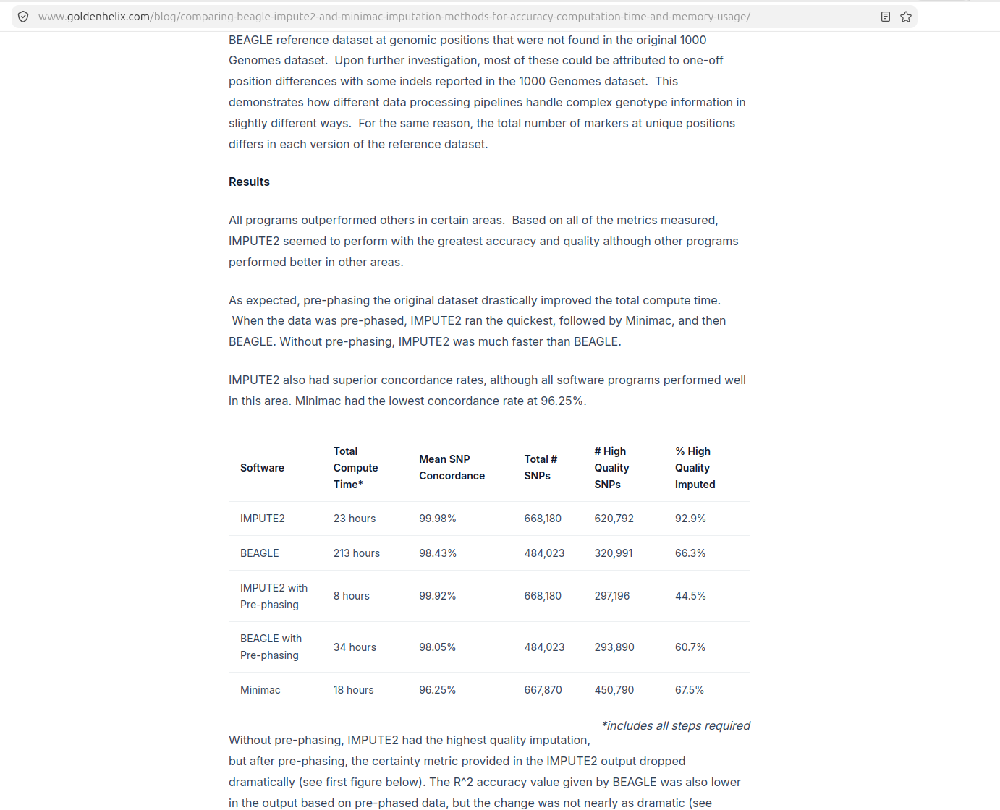 www.goldenhelix.com/blog/comparing-beagle-impute2-and-minimac-imputation-methods-for-accuracy-computation-time-and-memory-usage/
BEAGLE reference dataset at genomic positions that were not found in the original 1000
Genomes dataset.  Upon further investigation, most of these could be attributed to one-off
position differences with some indels reported in the 1000 Genomes dataset.  This
demonstrates how different data processing pipelines handle complex genotype information in
slightly different ways.  For the same reason, the total number of markers at unique positions
differs in each version of the reference dataset.
Results
All programs outperformed others in certain areas.  Based on all of the metrics measured,
IMPUTE2 seemed to perform with the greatest accuracy and quality although other programs
performed better in other areas.
As expected, pre-phasing the original dataset drastically improved the total compute time.
When the data was pre-phased, IMPUTE2 ran the quickest, followed by Minimac, and then
BEAGLE. Without pre-phasing, IMPUTE2 was much faster than BEAGLE.
IMPUTE2 also had superior concordance rates, although all software programs performed well
in this area. Minimac had the lowest concordance rate at 96.25%.
Software
Total
Compute
Time*
Mean SNP
Concordance
Total #
SNPs
# High
Quality
SNPs
% High
Quality
Imputed
IMPUTE2 23 hours 99.98% 668,180 620,792 92.9%
BEAGLE 213 hours 98.43% 484,023 320,991 66.3%
IMPUTE2 with
Pre-phasing
8 hours 99.92% 668,180 297,196 44.5%
BEAGLE with
Pre-phasing
34 hours 98.05% 484,023 293,890 60.7%
Minimac 18 hours 96.25% 667,870 450,790 67.5%
*includes all steps required
Without pre-phasing, IMPUTE2 had the highest quality imputation,
but after pre-phasing, the certainty metric provided in the IMPUTE2 output dropped
dramatically (see first figure below). The R^2 accuracy value given by BEAGLE was also lower
in the output based on pre-phased data, but the change was not nearly as dramatic (see